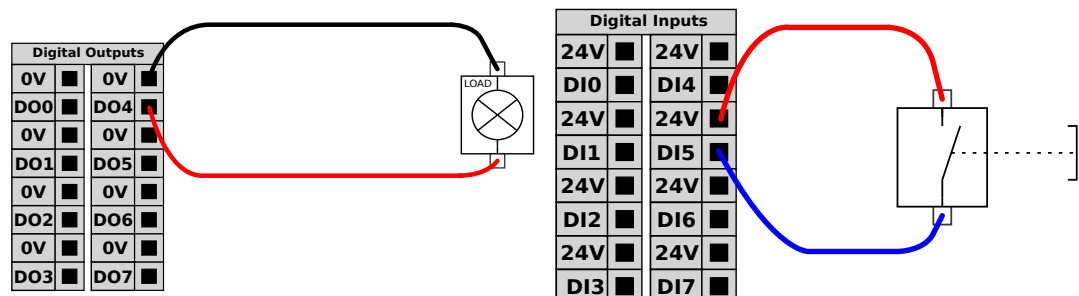 Digital Outputs
0V 0V
DO0 DO4
0V 0V
DO1 DO5
0V 0V
DO2 DO6
0V 0V
DO3 DO7
LOAD
Digital Inputs
24V 24V
DI0 DI4
24V 24V
DI1 DI5
24V 24V
DI2 DI6
24V 24V
DI3 DI7